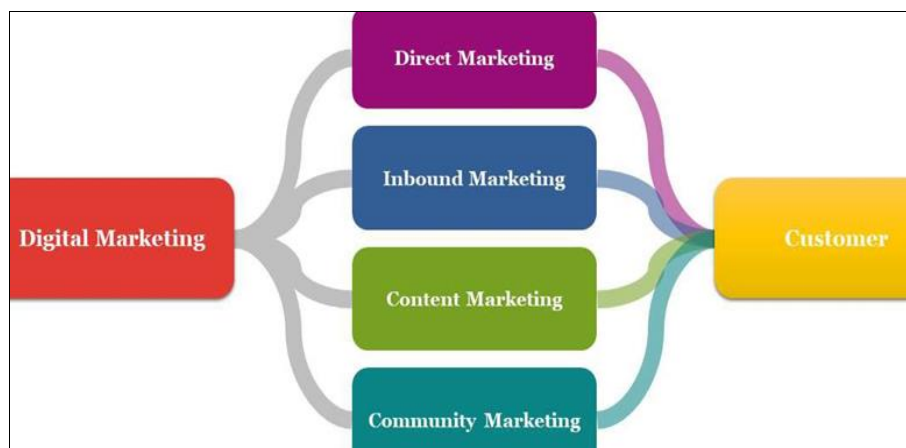 Direct Marketing
Inbound Marketing
Digital Marketing
Customer
Content Marketing
Community Marketing